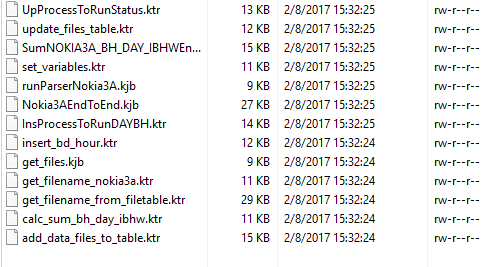 UpProcessToRunStatus.ktr 13 KB 2/8/2017 15:32:25 rw-r--r--
update_files_table.ktr 12 KB 2/8/2017 15:32:25 rw-r--r--
SumNOKIA3A_BH_DAY_IBHWEn... 15 KB 2/8/2017 15:32:25 rw-r--r--
set_variables.ktr 11 KB 2/8/2017 15:32:25 rw-r--r--
runParserNokia3A.kjb 9 KB 2/8/2017 15:32:25 rw-r--r--
Nokia3AEndToEnd.kjb 27 KB 2/8/2017 15:32:25 rw-r--r--
InsProcessToRunDAYBH.ktr 14 KB 2/8/2017 15:32:25 rw-r--r--
insert_bd_hour.ktr 12 KB 2/8/2017 15:32:24 rw-r--r--
get_files.kjb 9 KB 2/8/2017 15:32:24 rw-r--r--
get_filename_nokia3a.ktr 11 KB 2/8/2017 15:32:24 rw-r--r--
get_filename_from_filetable.ktr 29 KB 2/8/2017 15:32:24 rw-r--r--
calc_sum_bh_day_ibhw.ktr 11 KB 2/8/2017 15:32:24 rw-r--r--
add_data_files_to_table.ktr 15 KB 2/8/2017 15:32:24 rw-r--r--